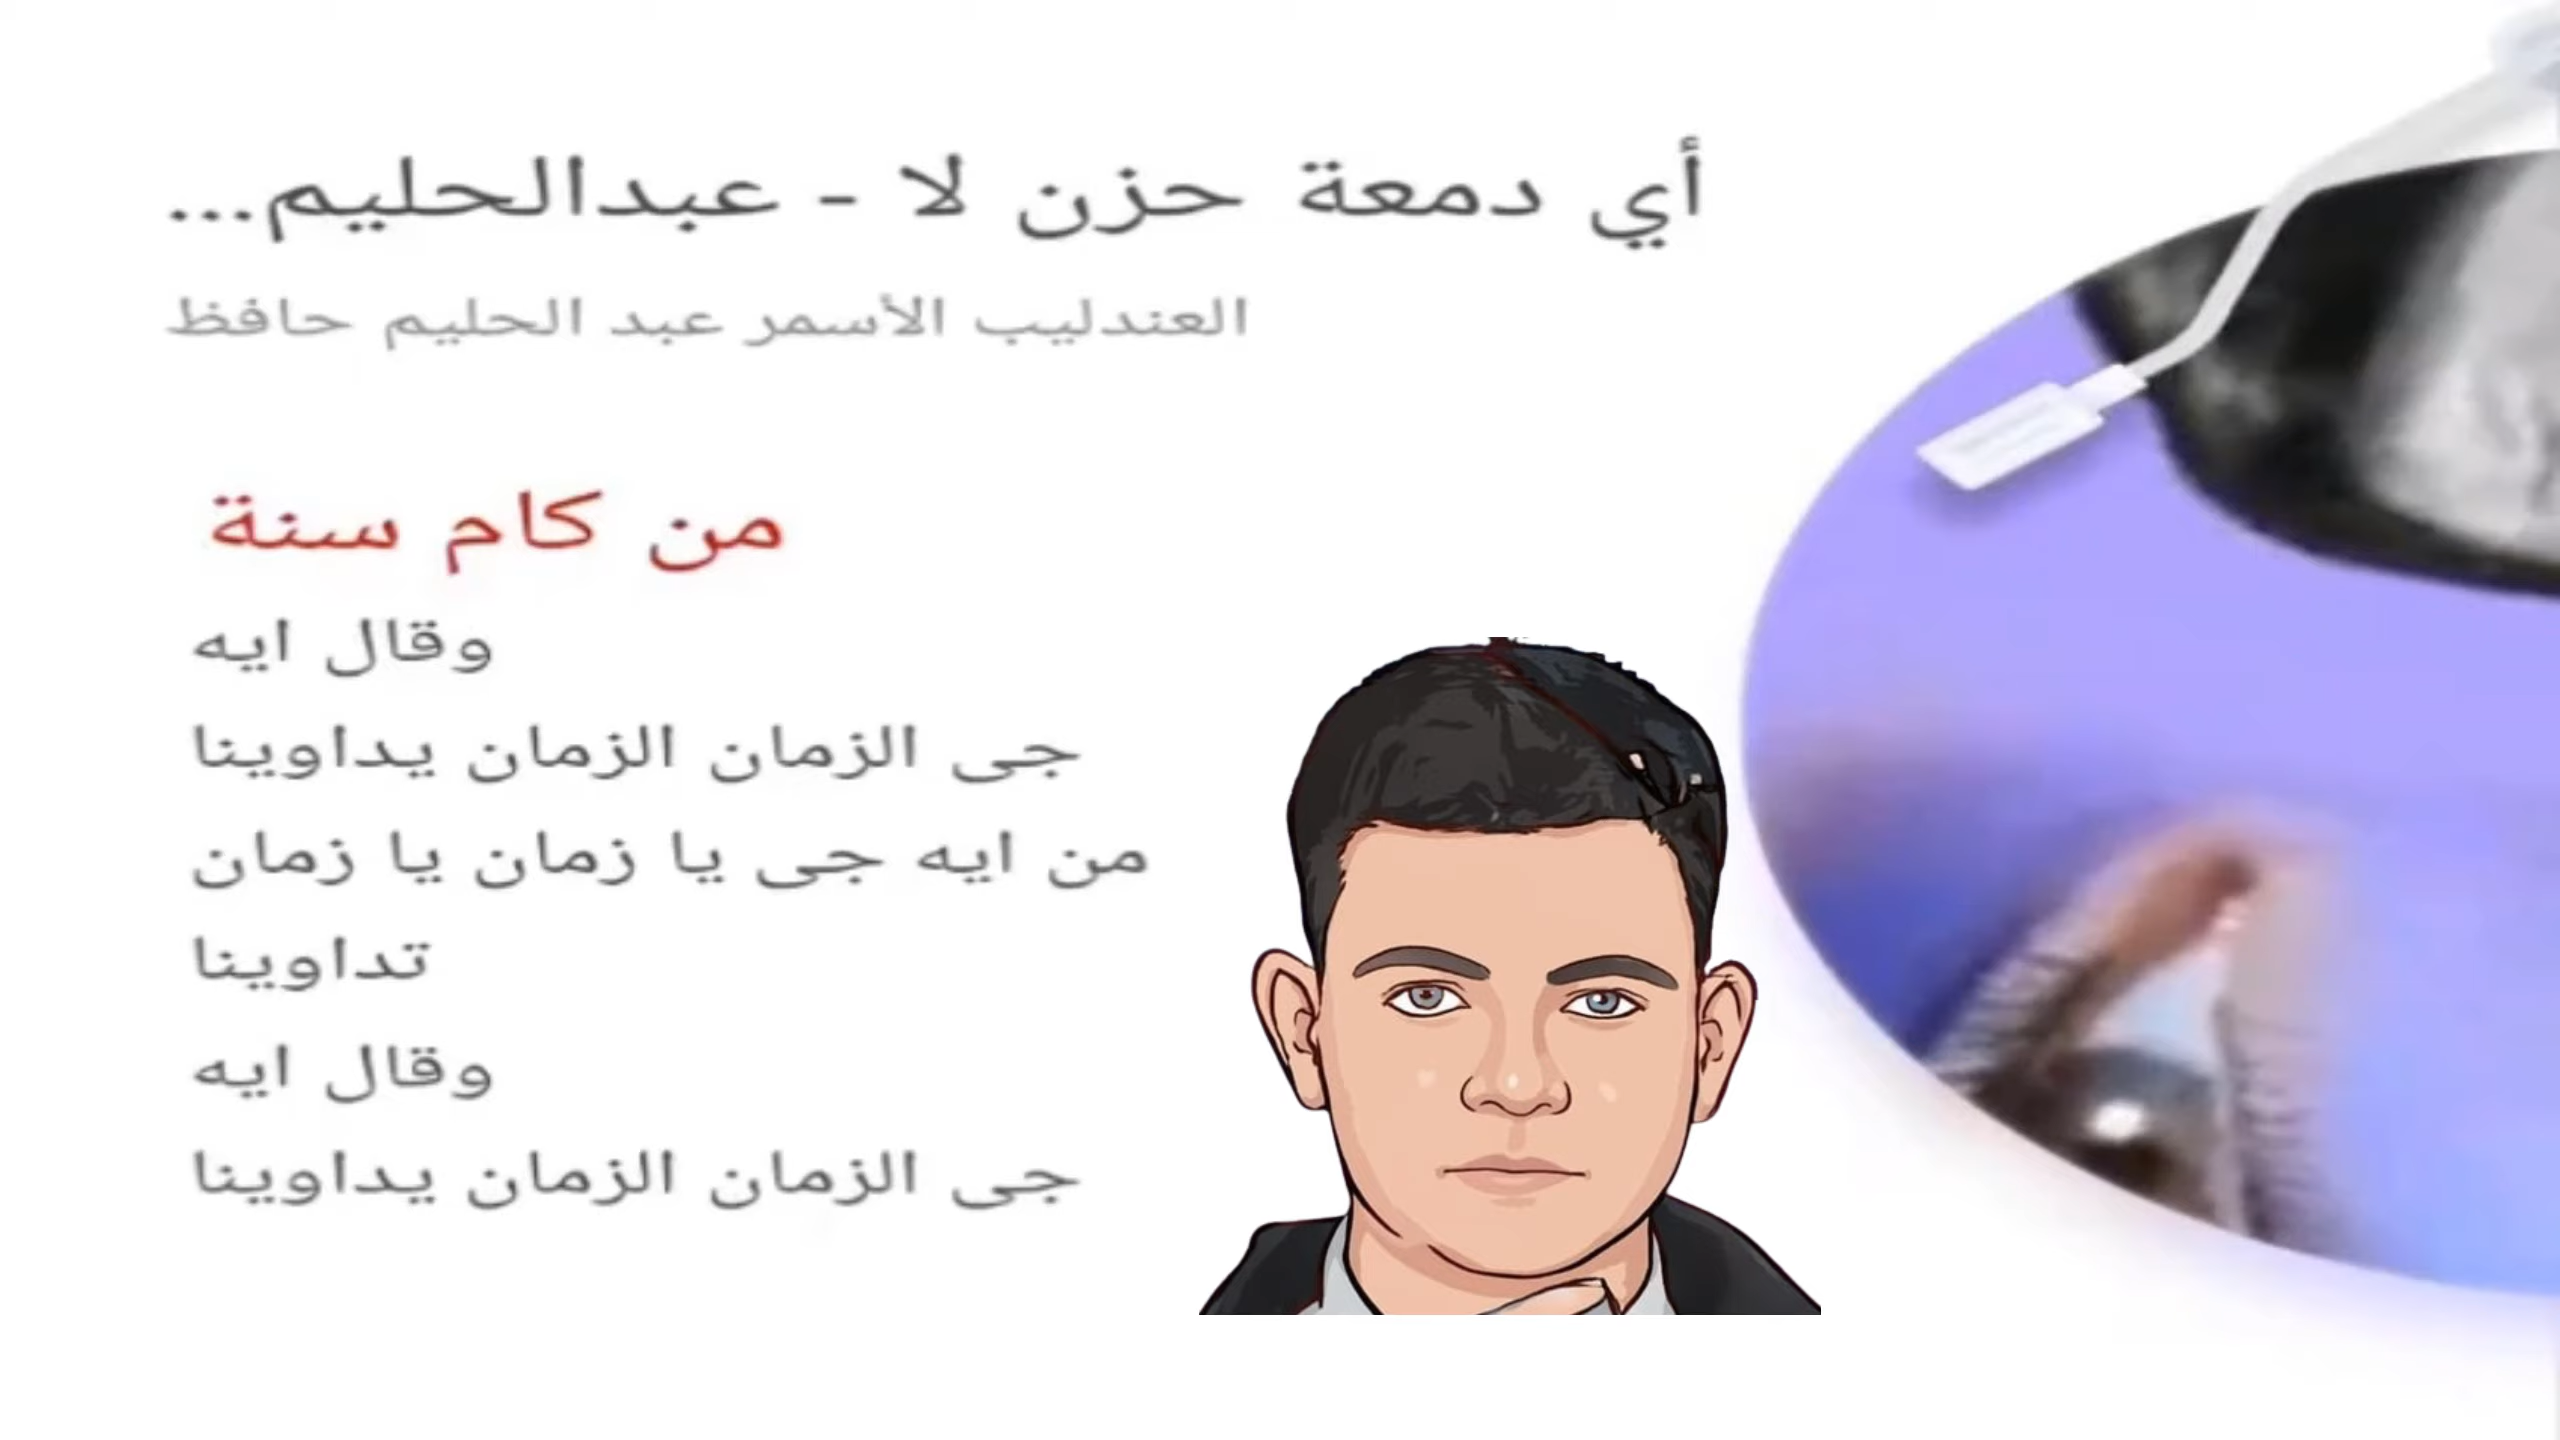 أي دمعة حزن لا - عبدالحليم...
العندليب الأسمر عبد الحليم حافظ
من كام سنة
وقال ايه
جى الزمان الزمان يداوينا
من ايه جى يا زمان يا زمان
تداوينا
وقال ايه
جى الزمان الزمان يداوينا